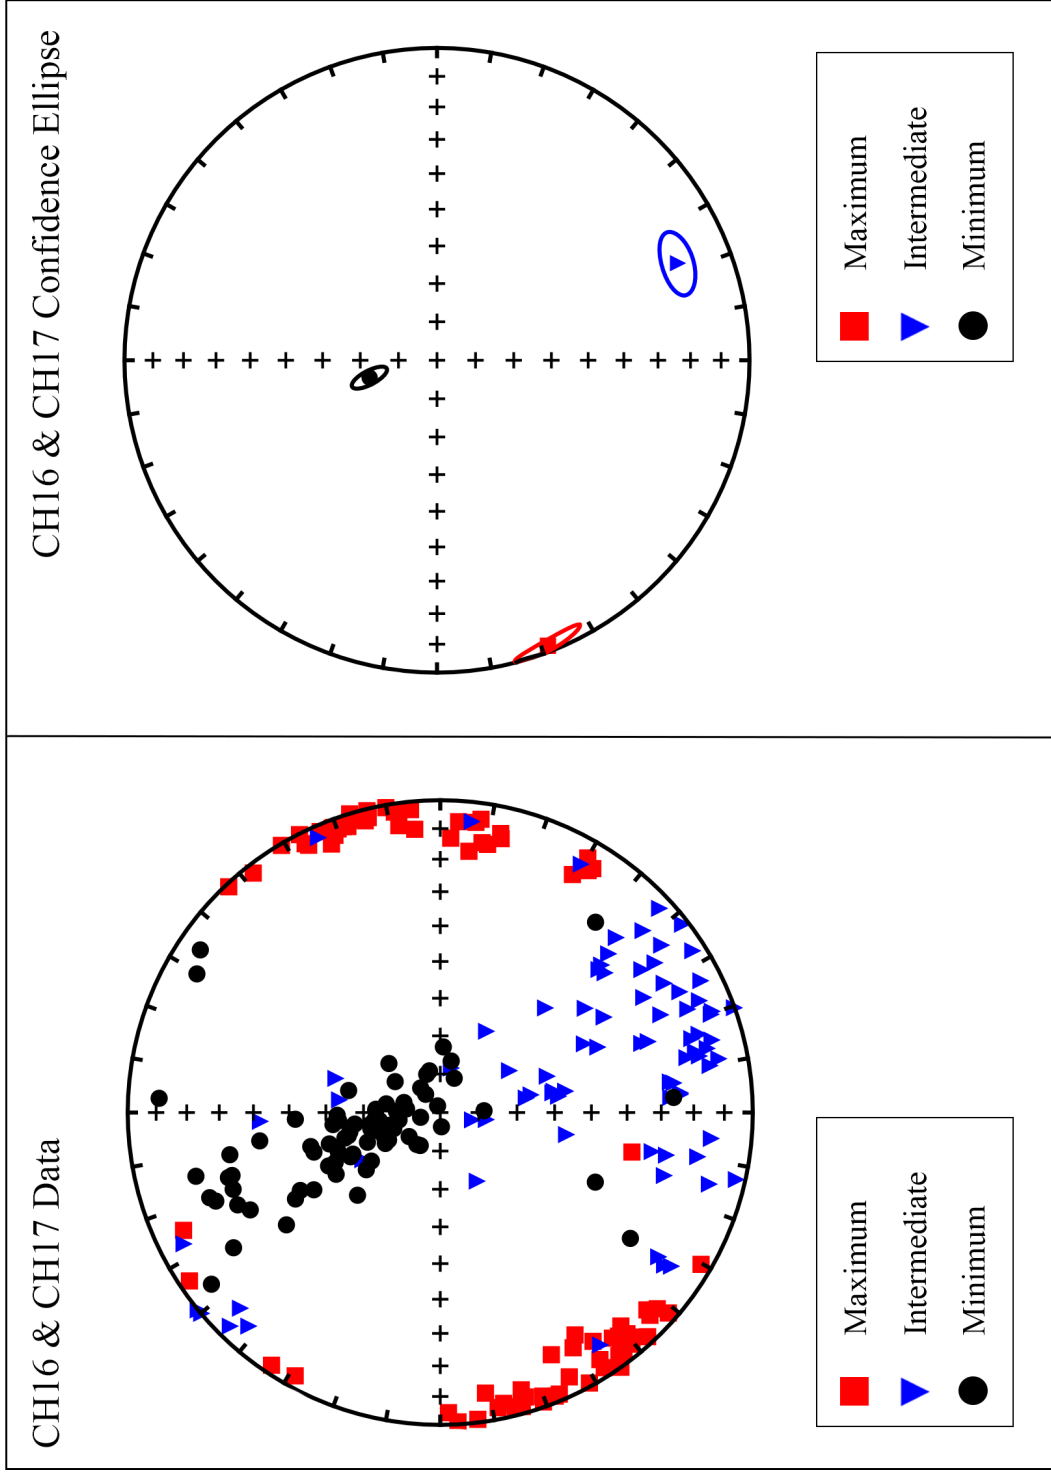 CH16 & CH17 Data
Maximum
Intermediate
Minimum
CH16 & CH17 Confidence Ellipse
Maximum
Intermediate
Minimum